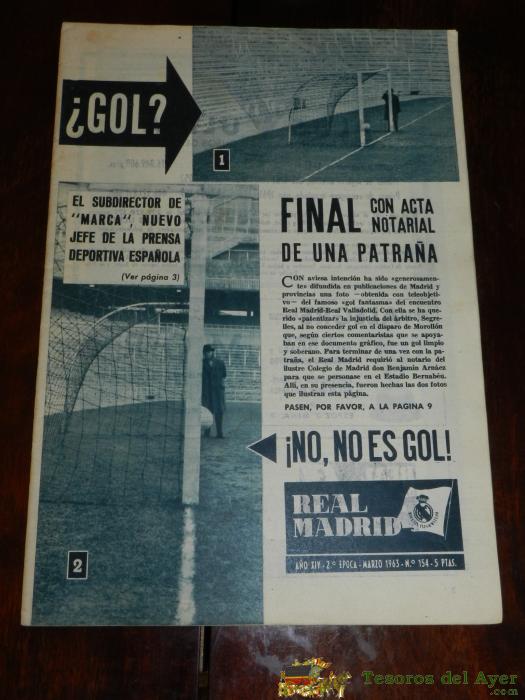 ¿GOL?
1
EL SUBDIRECTOR DE
"MARCA", NUEVO
JEFE DE LA PRENSA
DEPORTIVA ESPAÑOLA
(Ver página 3)
FINAL CON ACTA
NOTARIAL
DE UNA PATRAÑA
CON aviesa intención ha sido «generosamen-
tes difundida en publicaciones de Madrid y
provincias una foto —obtenida con teleobjeti-
vo— del famoso «gol fantasma» del encuentro
Real Madrid-Real Valladolid. Con ella se ha que-
rido «patentizar» la injusticia del árbitro, Segre-
lles, al no conceder gol en el disparo de Morollón
que, según ciertos comentaristas que se apoya-
ban en ese documento gráfico, fue un gol limpio
y soberano. Para terminar de una vez con la pa-
traña, el Real Madrid requirió al notario del
ilustre Colegio de Madrid don Benjamín Arnáez
para que se personase en el Estadio Bernabéu.
Allí, en su presencia, fueron hechas las dos fotos
que ilustran esta página.
PASEN, POR FAVOR, A LA PAGINA 9
¡NO, NO ES GOL!
REAL
MADRID
AÑO XIV - 2.ª EPOCA - MARZO 1963 - N.º 154 - 5 PTAS.
2
Tesoros del Ayer
.com